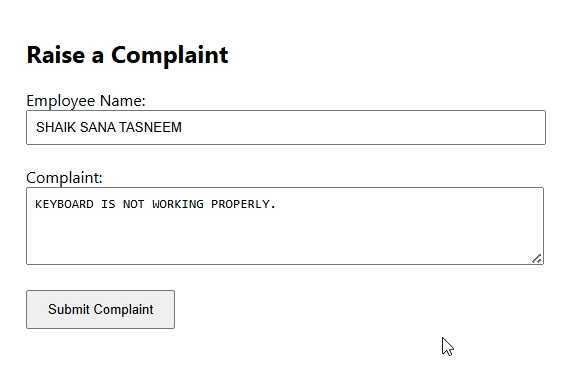 Raise a Complaint
Employee Name:
SHAIK SANA TASNEEM
Complaint:
KEYBOARD IS NOT WORKING PROPERLY.
Submit Complaint